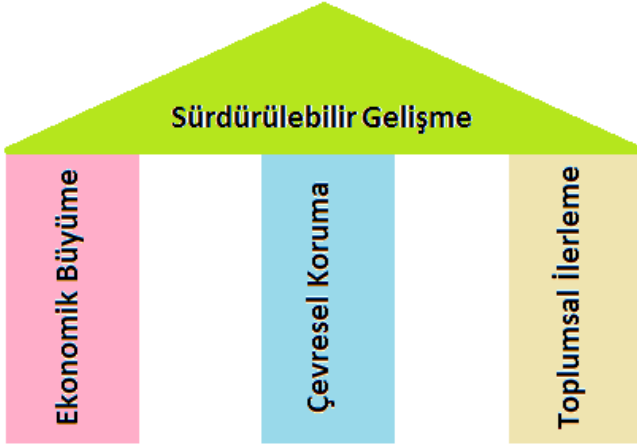 Sürdürülebilir Gelişme
Ekonomik Büyüme
Çevresel Koruma
Toplumsal İlerleme